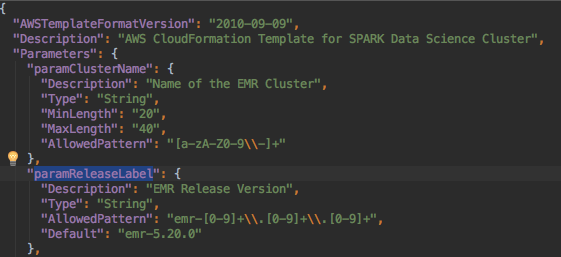 {
"AWSTemplateFormatVersion": "2010-09-09",
"Description": "AWS CloudFormation Template for SPARK Data Science Cluster",
"Parameters": {
"paramClusterName": {
"Description": "Name of the EMR Cluster",
"Type": "String",
"MinLength": "20",
"MaxLength": "40",
"AllowedPattern": "[a-zA-Z0-9\\-]+"
},
"paramReleaseLabel": {
"Description": "EMR Release Version",
"Type": "String",
"AllowedPattern": "emr-[0-9]+\\.[0-9]+\\.[0-9]+",
"Default": "emr-5.20.0"
},